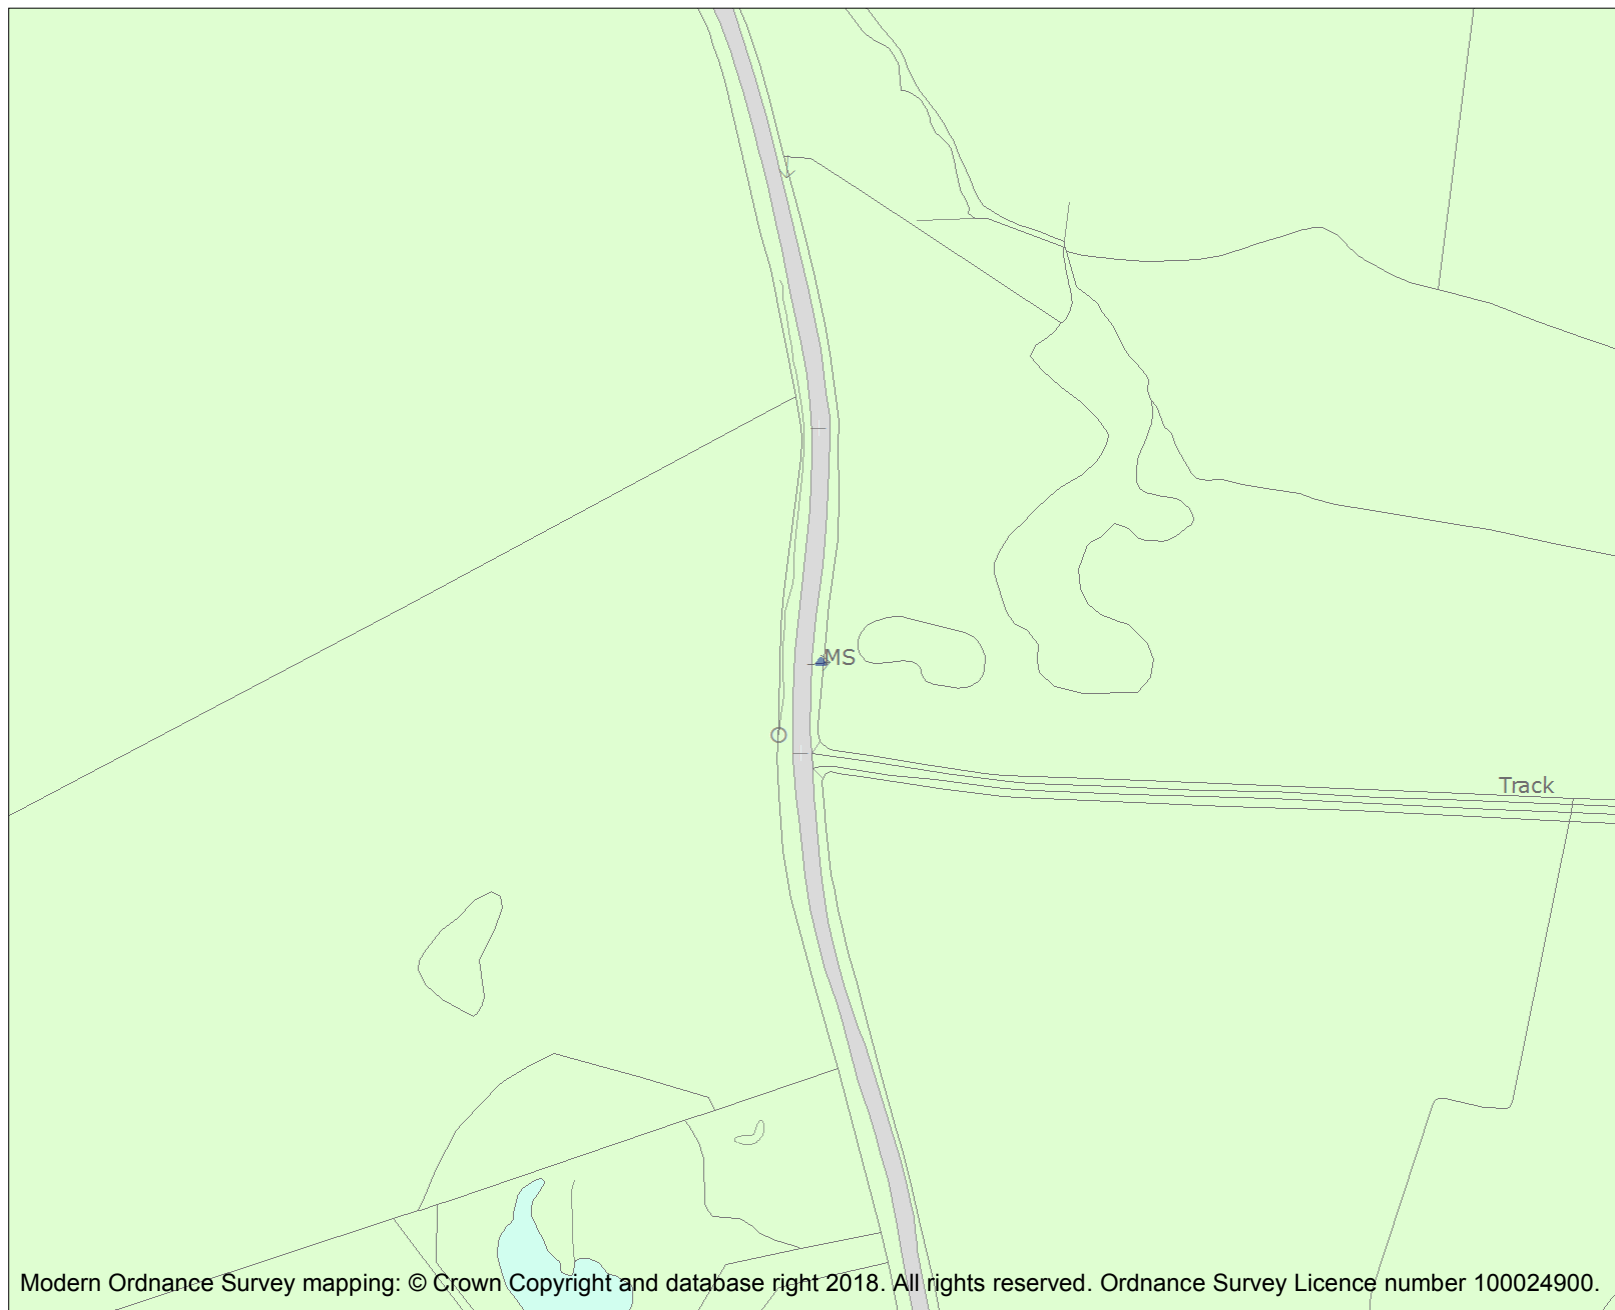 MS
Track
Modern Ordnance Survey mapping: © Crown Copyright and database right 2018. All rights reserved. Ordnance Survey Licence number 100024900.